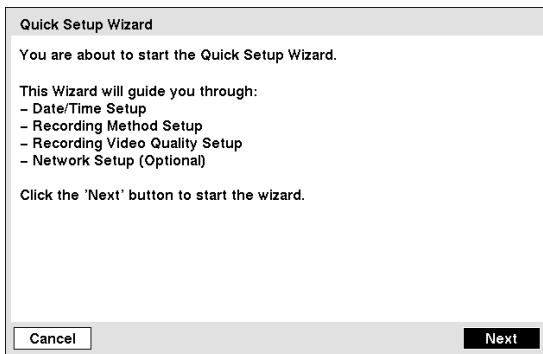 Quick Setup Wizard
You are about to start the Quick Setup Wizard.
This Wizard will guide you through:
– Date/Time Setup
– Recording Method Setup
– Recording Video Quality Setup
– Network Setup (Optional)
Click the 'Next' button to start the wizard.
Cancel
Next